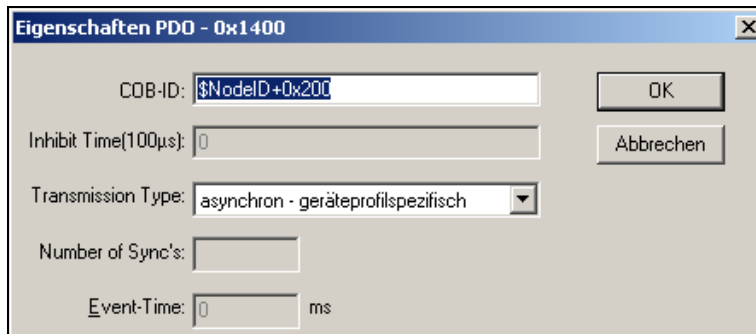 Eigenschaften PDO - 0x1400
COB-ID: $NodeID+0x200 OK
Inhibit Time(100µs): 0 Abbrechen
Transmission Type: asynchron - geräteprofilspezifisch
Number of Sync's:
Event-Time: 0 ms